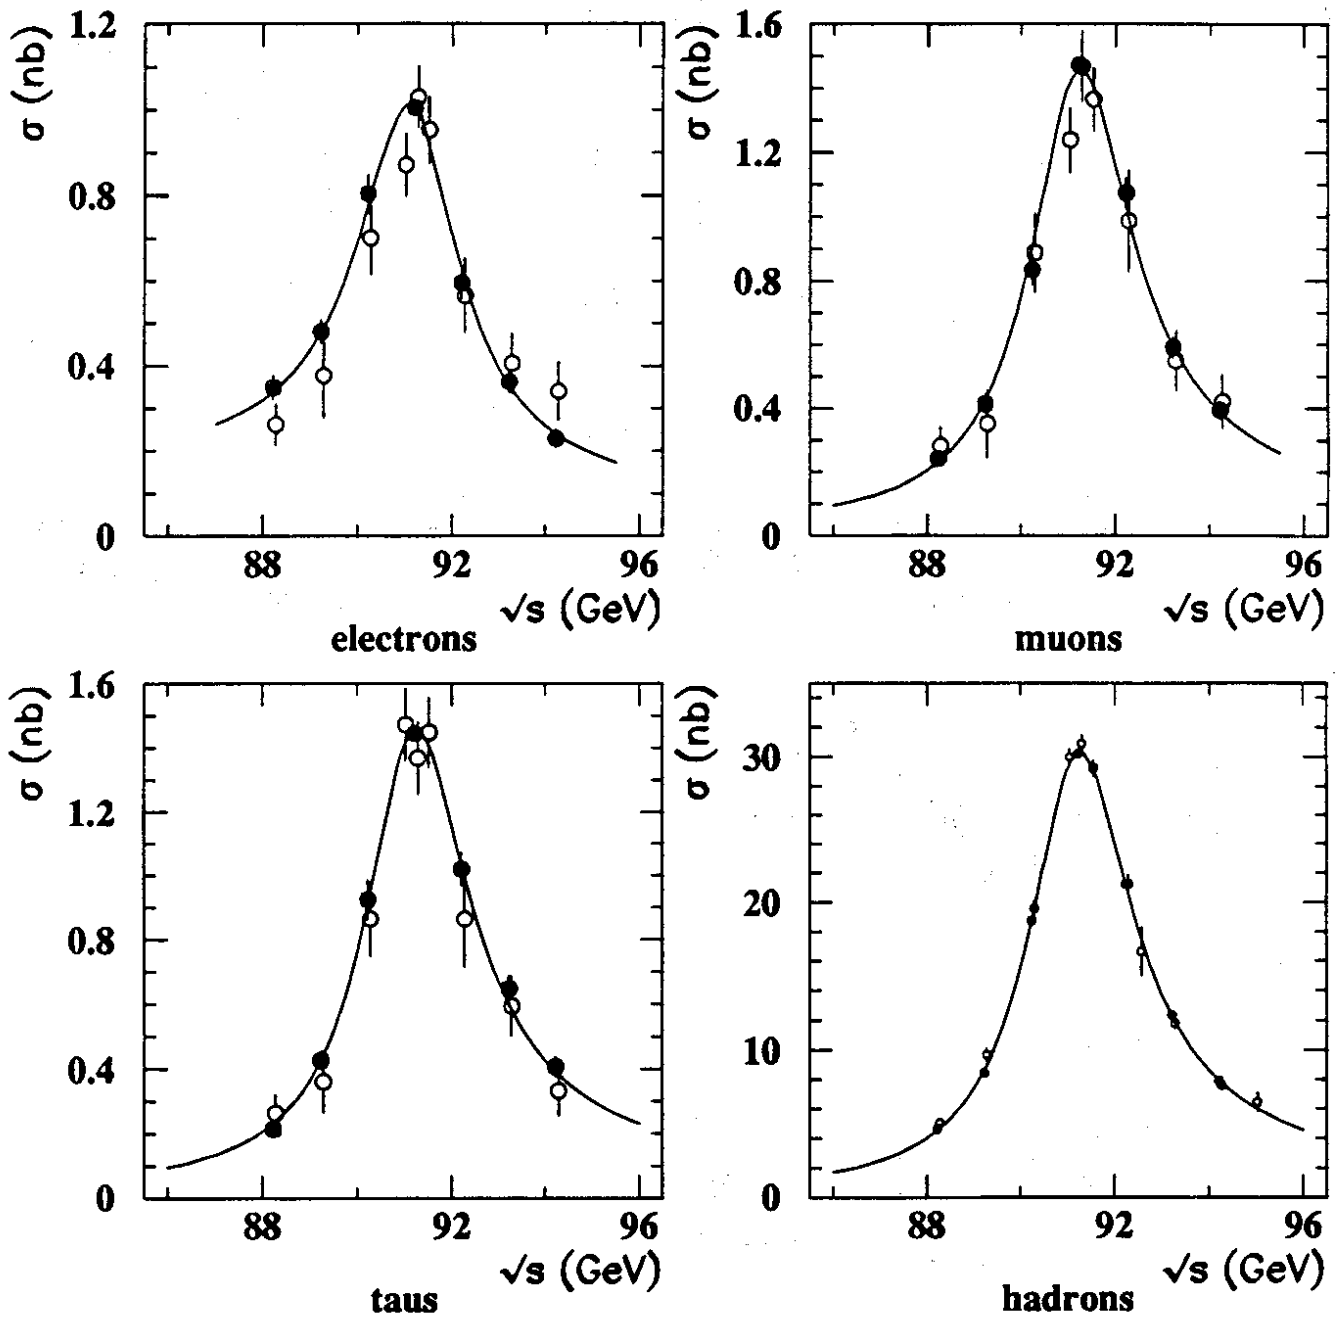 1.2
σ (nb)
0.8
0.4
0
88 92 96
√s (GeV)
electrons
1.6
σ (nb)
1.2
0.8
0.4
0
88 92 96
√s (GeV)
muons
1.6
σ (nb)
1.2
0.8
0.4
0
88 92 96
√s (GeV)
taus
σ (nb)
30
20
10
0
88 92 96
√s (GeV)
hadrons